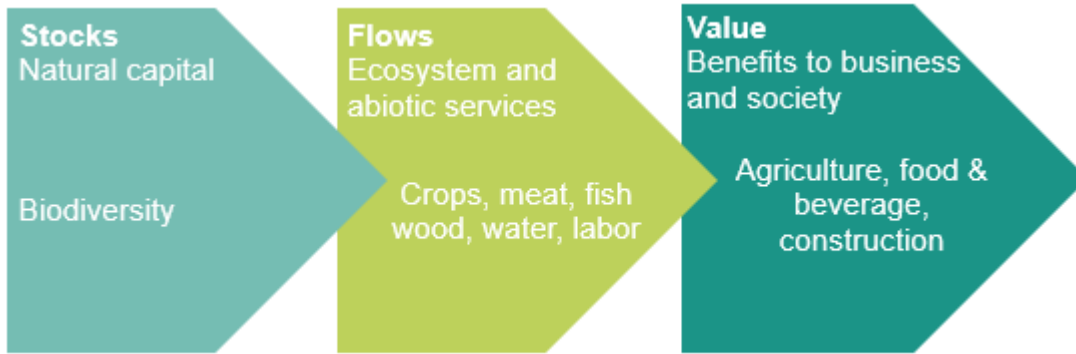 Stocks
Natural capital
Biodiversity
Flows
Ecosystem and
abiotic services
Crops, meat, fish
wood, water, labor
Value
Benefits to business
and society
Agriculture, food &
beverage,
construction